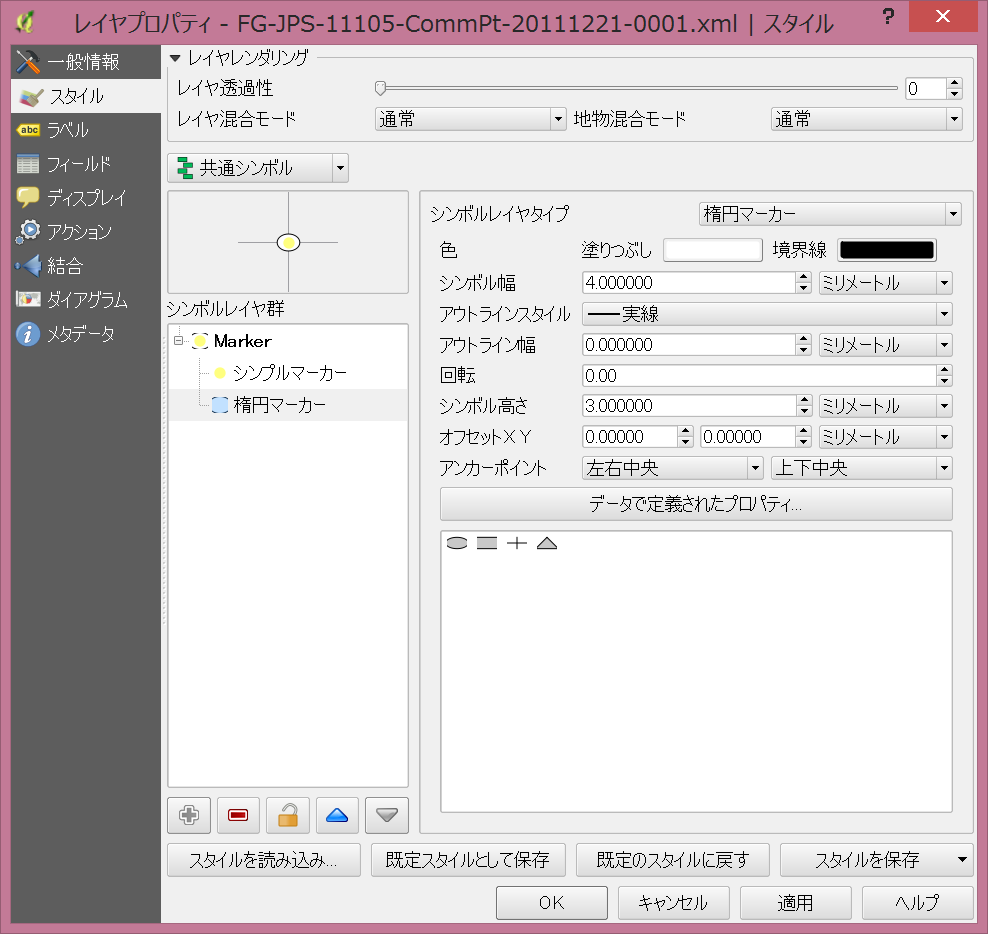 レイヤプロパティ - FG-JPS-11105-CommPt-20111221-0001.xml | スタイル ?
一般情報
スタイル
abc ラベル
フィールド
ディスプレイ
アクション
結合
ダイアグラム
メタデータ
レイヤレンダリング
レイヤ透過性 0
レイヤ混合モード 通常 地物混合モード 通常
共通シンボル
シンボルレイヤ群
Marker
シンプルマーカー
楕円マーカー
シンボルレイヤタイプ 楕円マーカー
色 塗りつぶし 境界線
シンボル幅 4.000000 ミリメートル
アウトラインスタイル 実線
アウトライン幅 0.000000 ミリメートル
回転 0.00
シンボル高さ 3.000000 ミリメートル
オフセットX Y 0.00000 0.00000 ミリメートル
アンカーポイント 左右中央 上下中央
データで定義されたプロパティ...
スタイルを読み込み... 既定スタイルとして保存 既定のスタイルに戻す スタイルを保存
OK キャンセル 適用 ヘルプ